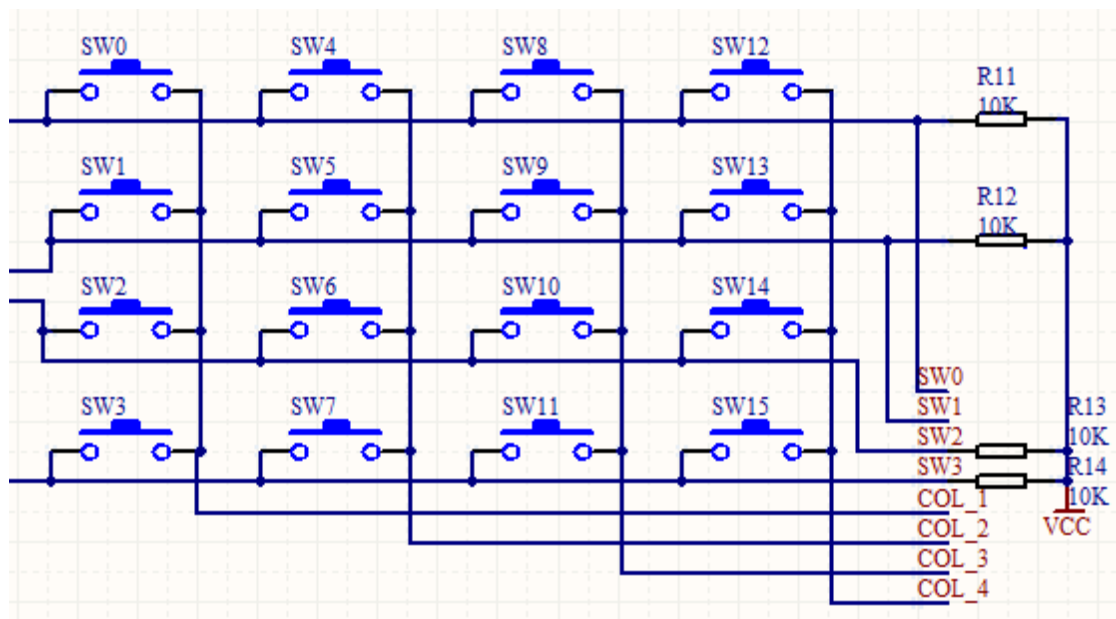 SW0 SW4 SW8 SW12
R11
10K
SW1 SW5 SW9 SW13
R12
10K
SW2 SW6 SW10 SW14
SW0
SW3 SW7 SW11 SW15
SW1
R13
SW2
10K
SW3
R14
COL_1
10K
COL_2
VCC
COL_3
COL_4